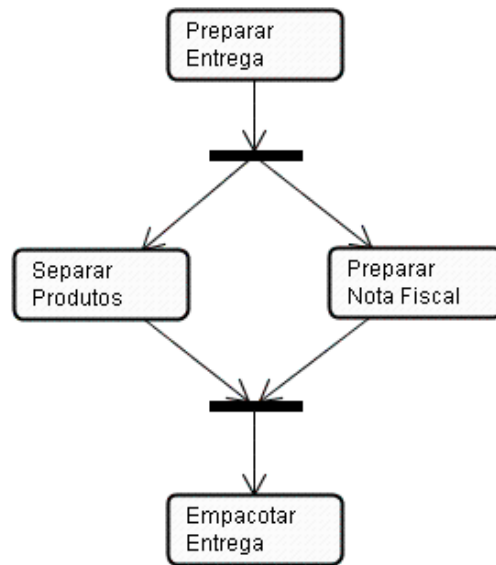 Preparar
Entrega
Separar
Produtos
Preparar
Nota Fiscal
Empacotar
Entrega